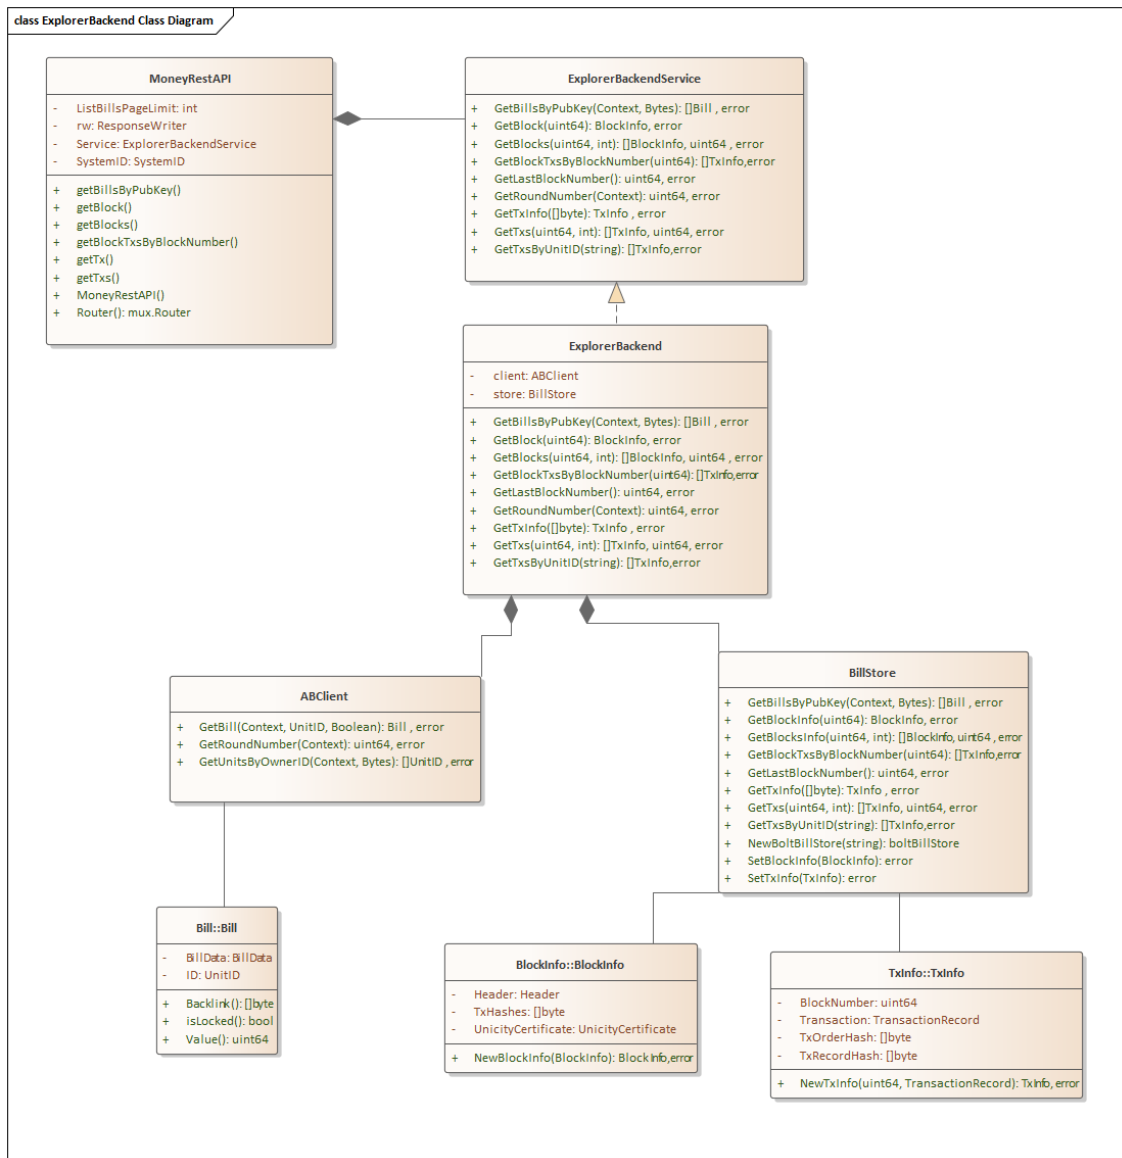 class ExplorerBackend Class Diagram
MoneyRestAPI
- ListBillsPageLimit: int
- rw: ResponseWriter
- Service: ExplorerBackendService
- SystemID: SystemID
+ getBillsByPubKey()
+ getBlock()
+ getBlocks()
+ getBlockTxsByBlockNumber()
+ getTx()
+ getTxs()
+ MoneyRestAPI()
+ Router(): mux.Router
ExplorerBackendService
+ GetBillsByPubKey(Context, Bytes): []Bill , error
+ GetBlock(uint64): BlockInfo, error
+ GetBlocks(uint64, int): []BlockInfo, uint64 , error
+ GetBlockTxsByBlockNumber(uint64): []TxInfo,error
+ GetLastBlockNumber(): uint64, error
+ GetRoundNumber(Context): uint64, error
+ GetTxInfo([]byte): TxInfo , error
+ GetTxs(uint64, int): []TxInfo, uint64, error
+ GetTxsByUnitID(string): []TxInfo,error
ExplorerBackend
- client: ABClient
- store: BillStore
+ GetBillsByPubKey(Context, Bytes): []Bill , error
+ GetBlock(uint64): BlockInfo, error
+ GetBlocks(uint64, int): []BlockInfo, uint64 , error
+ GetBlockTxsByBlockNumber(uint64): []TxInfo,error
+ GetLastBlockNumber(): uint64, error
+ GetRoundNumber(Context): uint64, error
+ GetTxInfo([]byte): TxInfo , error
+ GetTxs(uint64, int): []TxInfo, uint64, error
+ GetTxsByUnitID(string): []TxInfo,error
ABClient
+ GetBill(Context, UnitID, Boolean): Bill , error
+ GetRoundNumber(Context): uint64, error
+ GetUnitsByOwnerID(Context, Bytes): []UnitID , error
BillStore
+ GetBillsByPubKey(Context, Bytes): []Bill , error
+ GetBlockInfo(uint64): BlockInfo, error
+ GetBlocksInfo(uint64, int): []BlockInfo, uint64 , error
+ GetBlockTxsByBlockNumber(uint64): []TxInfo,error
+ GetLastBlockNumber(): uint64, error
+ GetTxInfo([]byte): TxInfo , error
+ GetTxs(uint64, int): []TxInfo, uint64, error
+ GetTxsByUnitID(string): []TxInfo,error
+ NewBoltBillStore(string): boltBillStore
+ SetBlockInfo(BlockInfo): error
+ SetTxInfo(TxInfo): error
Bill::Bill
- BillData: BillData
- ID: UnitID
+ Backlink(): []byte
+ isLocked(): bool
+ Value(): uint64
BlockInfo::BlockInfo
- Header: Header
- TxHashes: []byte
- UnicityCertificate: UnicityCertificate
+ NewBlockInfo(BlockInfo): BlockInfo,error
TxInfo::TxInfo
- BlockNumber: uint64
- Transaction: TransactionRecord
- TxOrderHash: []byte
- TxRecordHash: []byte
+ NewTxInfo(uint64, TransactionRecord): TxInfo, error